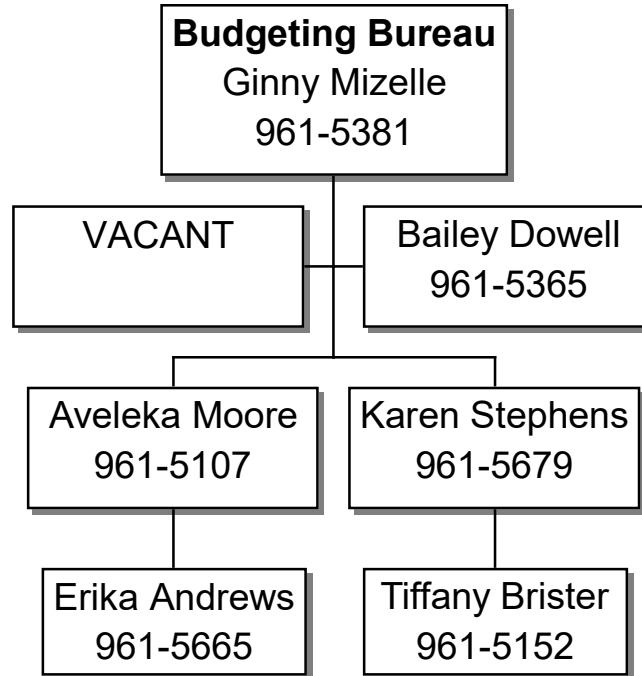 Budgeting Bureau
Ginny Mizelle
961-5381
VACANT
Bailey Dowell
961-5365
Aveleka Moore
961-5107
Karen Stephens
961-5679
Erika Andrews
961-5665
Tiffany Brister
961-5152